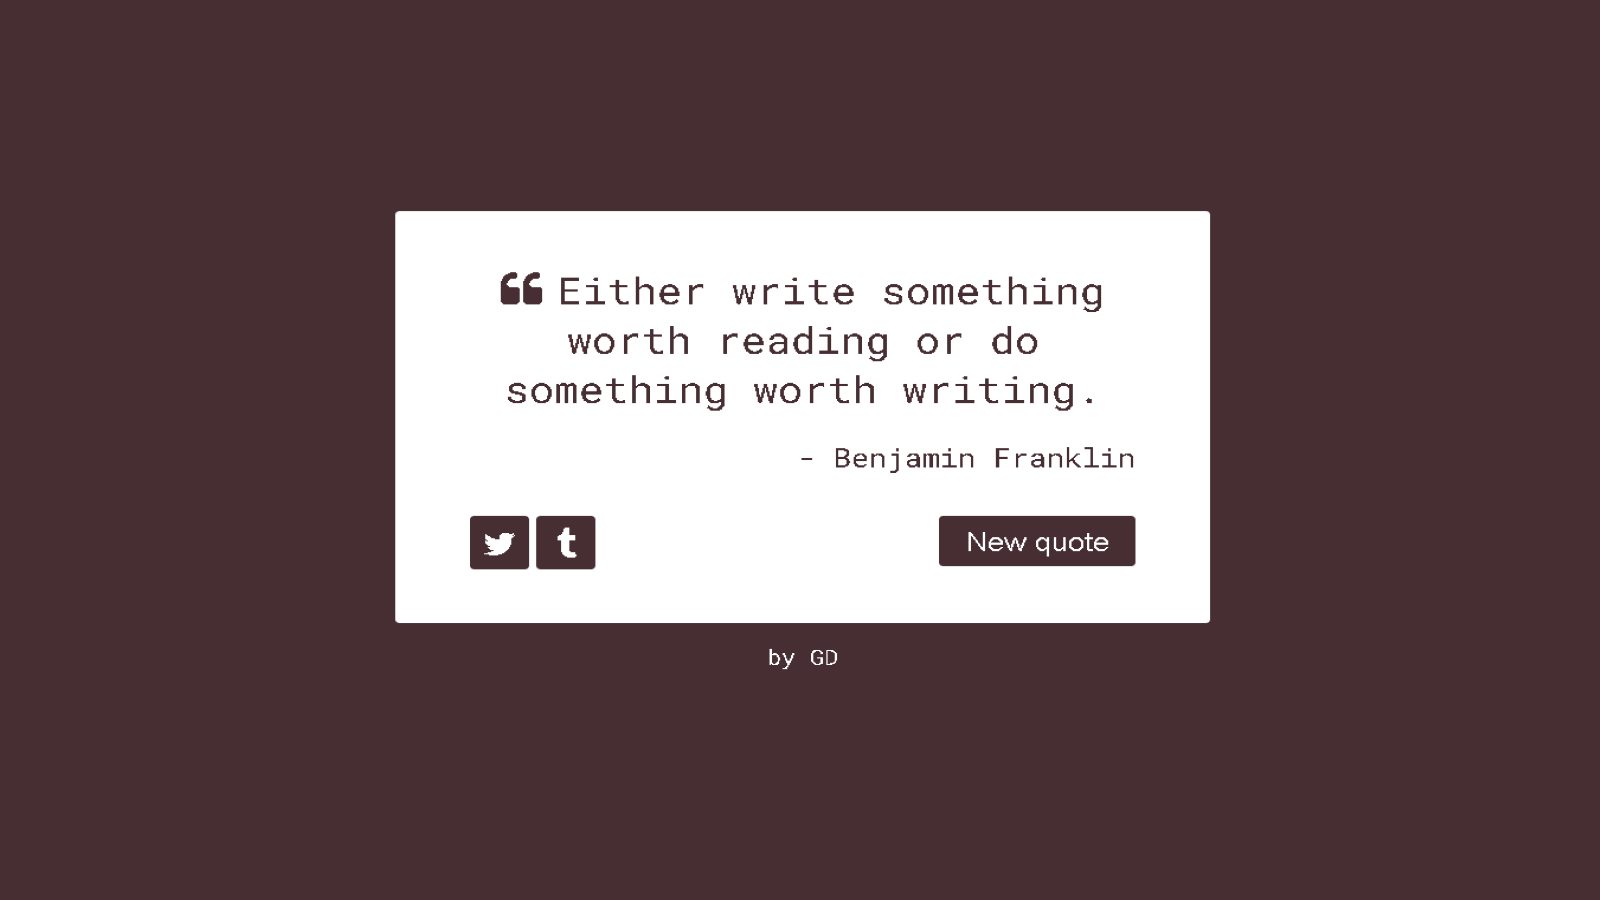 Either write something
worth reading or do
something worth writing.
- Benjamin Franklin
New quote
by GD